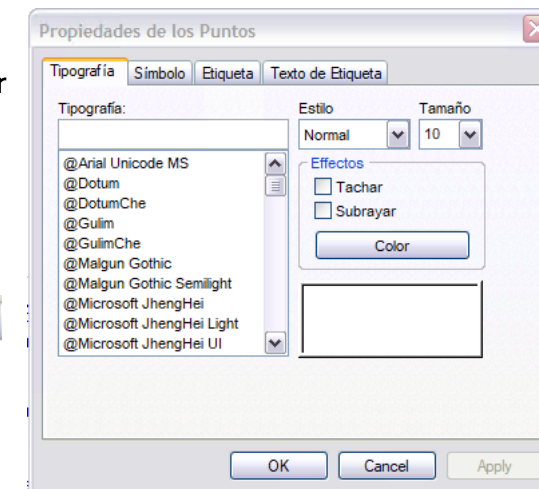 Propiedades de los Puntos
Tipografía Símbolo Etiqueta Texto de Etiqueta
Tipografía: Estilo Tamaño
Normal 10
@Arial Unicode MS
@Dotum
@DotumChe
@Gulim
@GulimChe
@Malgun Gothic
@Malgun Gothic Semilight
@Microsoft JhengHei
@Microsoft JhengHei Light
@Microsoft JhengHei UI
Effectos
Tachar
Subrayar
Color
OK Cancel Apply